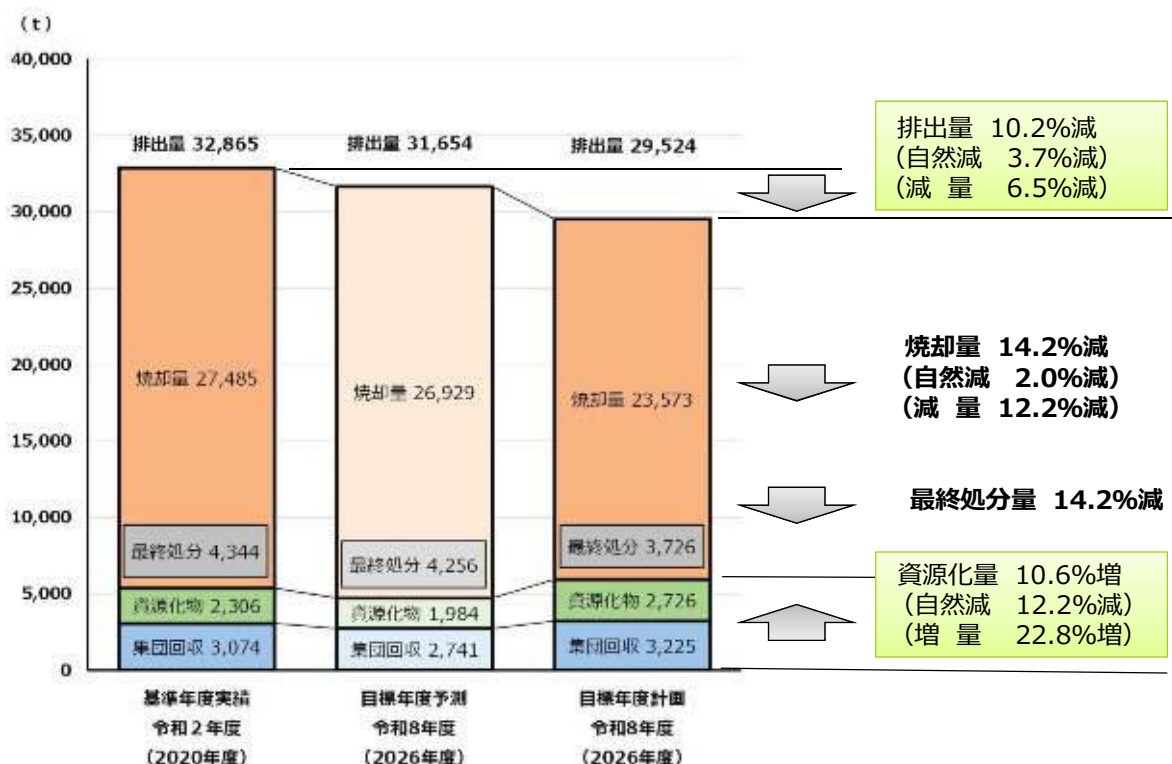 (t)
40,000
35,000
30,000
25,000
20,000
15,000
10,000
5,000
0
排出量 32,865
排出量 31,654
排出量 29,524
焼却量 27,485
焼却量 26,929
焼却量 23,573
最終処分 4,344
最終処分 4,256
最終処分 3,726
資源化物 2,306
資源化物 1,984
資源化物 2,726
集団回収 3,074
集団回収 2,741
集団回収 3,225
基準年度実績
令和２年度
(2020年度)
目標年度予測
令和8年度
(2026年度)
目標年度計画
令和8年度
(2026年度)
排出量 10.2%減
(自然減 3.7%減)
(減 量 6.5%減)
焼却量 14.2%減
(自然減 2.0%減)
(減 量 12.2%減)
最終処分量 14.2%減
資源化量 10.6%増
(自然減 12.2%減)
(増 量 22.8%増)